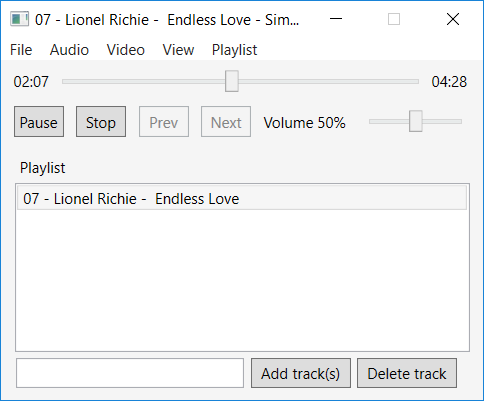 07 - Lionel Richie -  Endless Love - Sim...
File Audio Video View Playlist
02:07 04:28
Pause Stop Prev Next Volume 50%
Playlist
07 - Lionel Richie -  Endless Love
Add track(s) Delete track